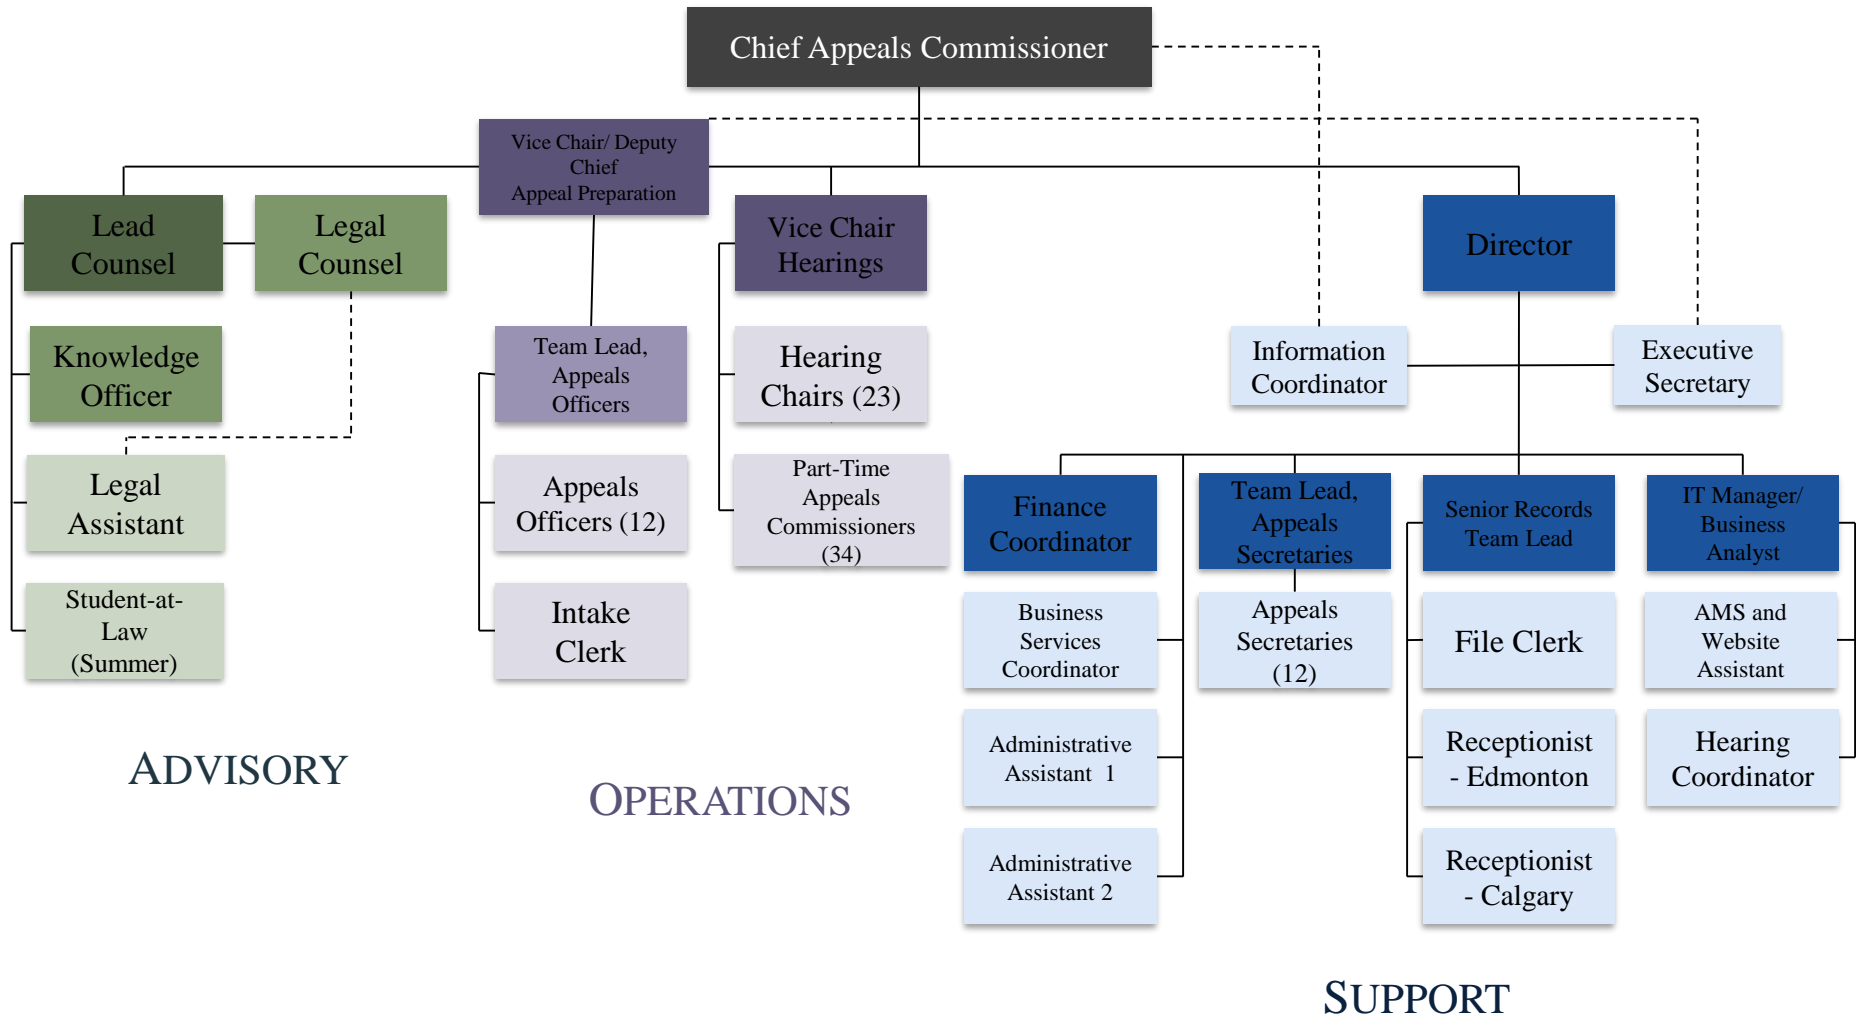 Chief Appeals Commissioner
Vice Chair/ Deputy
Chief
Appeal Preparation
Lead
Counsel
Legal
Counsel
Vice Chair
Hearings
Director
Knowledge
Officer
Team Lead,
Appeals
Officers
Hearing
Chairs (23)
Information
Coordinator
Executive
Secretary
Legal
Assistant
Appeals
Officers (12)
Part-Time
Appeals
Commissioners
(34)
Finance
Coordinator
Team Lead,
Appeals
Secretaries
Senior Records
Team Lead
IT Manager/
Business
Analyst
Student-at-
Law
(Summer)
Intake
Clerk
Business
Services
Coordinator
Appeals
Secretaries
(12)
File Clerk
AMS and
Website
Assistant
Administrative
Assistant 1
Receptionist
- Edmonton
Hearing
Coordinator
Administrative
Assistant 2
Receptionist
- Calgary
ADVISORY
OPERATIONS
SUPPORT